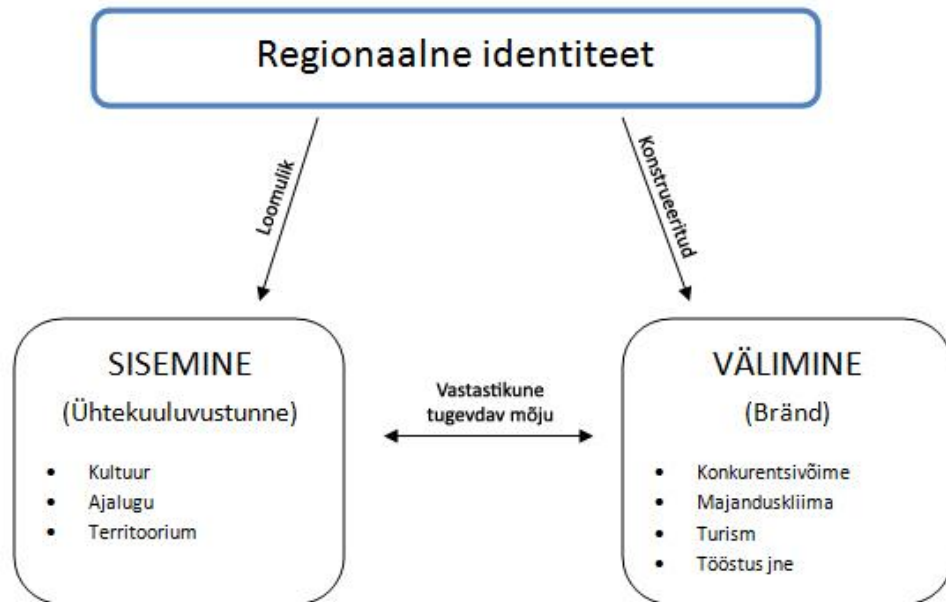 Regionaalne identiteet
Loomulik
Konstrueeritud
SISEMINE
(Ühtekuuluvustunne)
• Kultuur
• Ajalugu
• Territoorium
Vastastikune
tugevdav mõju
VÄLIMINE
(Bränd)
• Konkurentsivõime
• Majanduskliima
• Turism
• Tööstus jne